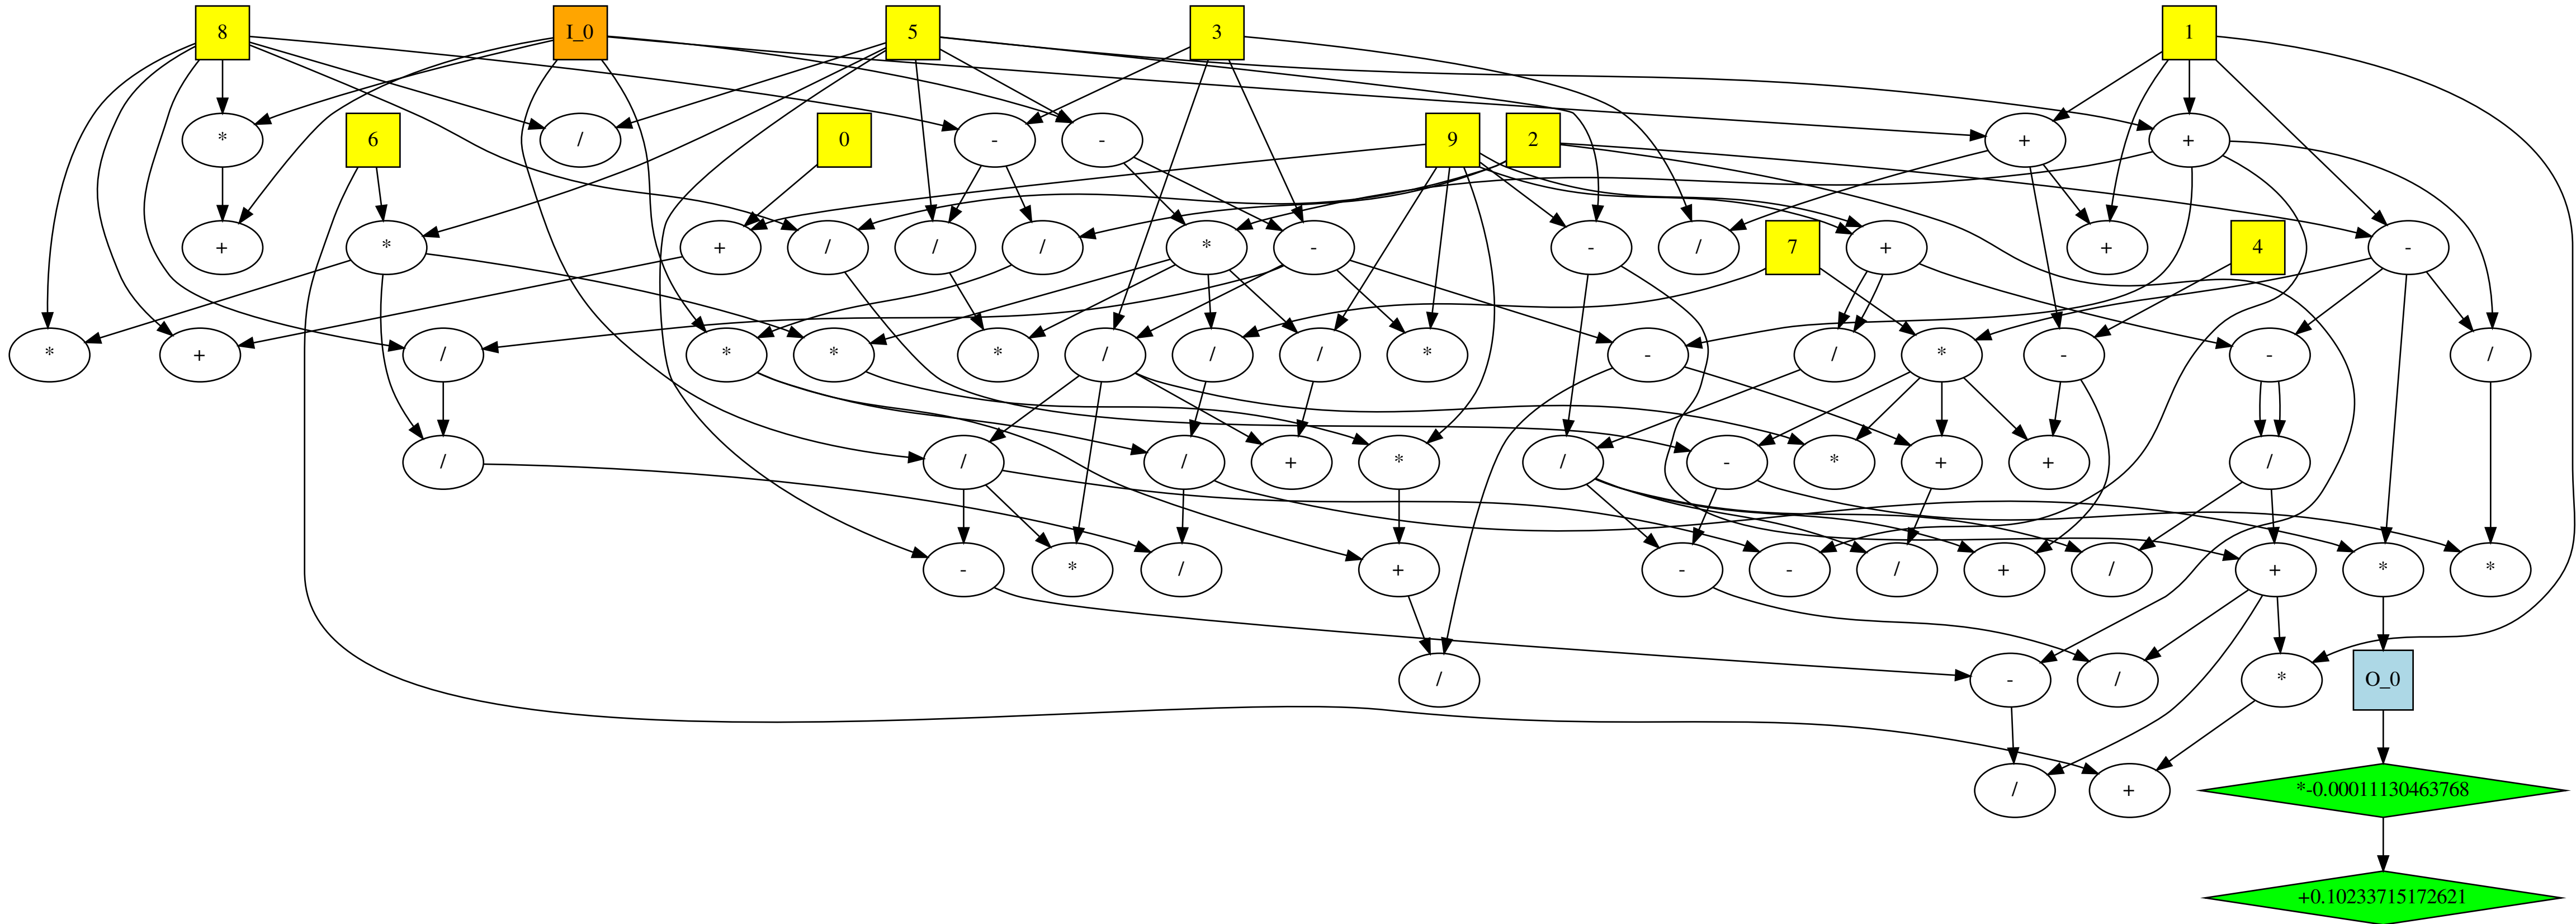 8 I_0 5 3 1
* 6 / 0 - - 9 2 + +
+ * + / / / * - - / 7 + + 4 -
* + / * * * / / / * - / * - - /
/ / / + * / - * + + /
- * / + - - / + / + * *
/ - / * O_0
/ + *-0.00011130463768
+0.10233715172621